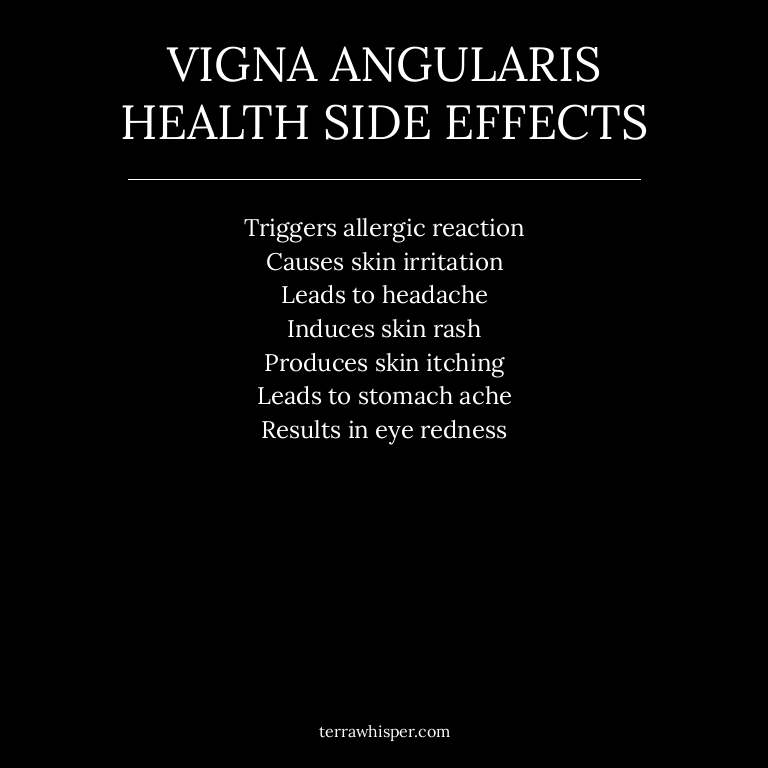 VIGNA ANGULARIS
HEALTH SIDE EFFECTS
Triggers allergic reaction
Causes skin irritation
Leads to headache
Induces skin rash
Produces skin itching
Leads to stomach ache
Results in eye redness
terrawhisper.com